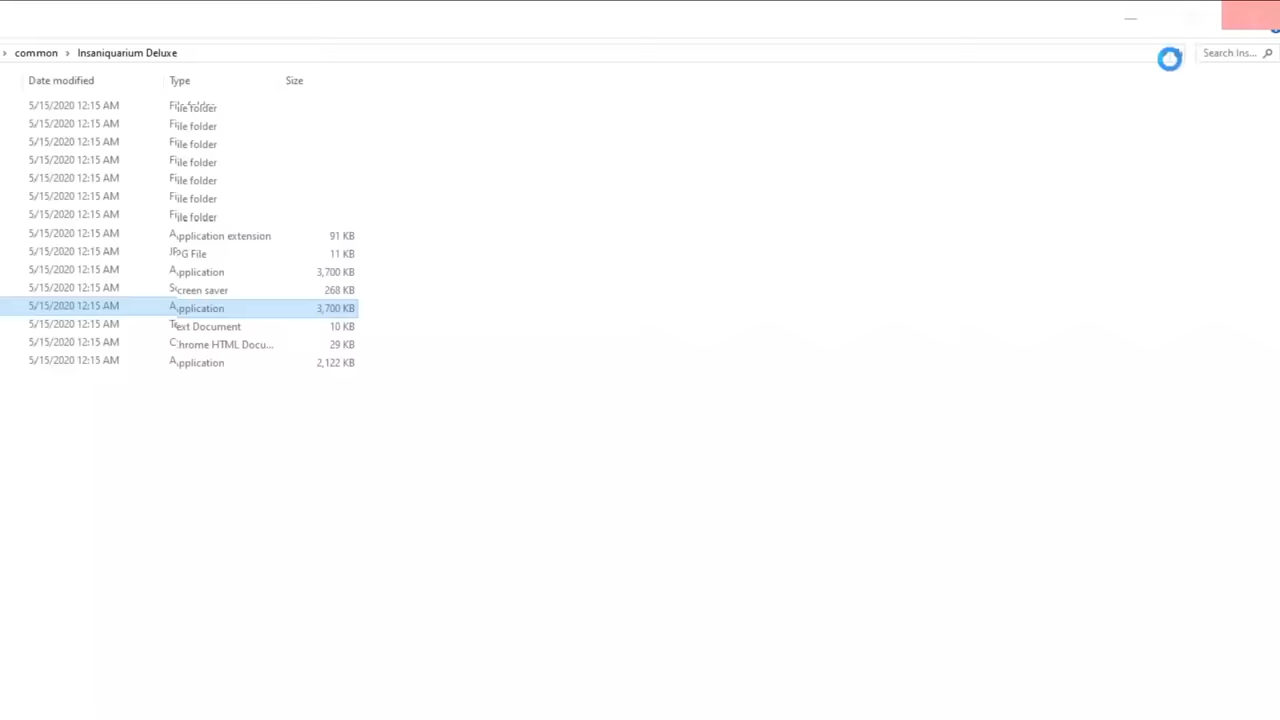 › common › Insaniquarium Deluxe Search Ins...
Date modified Type Size
5/15/2020 12:15 AM File folder
5/15/2020 12:15 AM File folder
5/15/2020 12:15 AM File folder
5/15/2020 12:15 AM File folder
5/15/2020 12:15 AM File folder
5/15/2020 12:15 AM File folder
5/15/2020 12:15 AM File folder
5/15/2020 12:15 AM Application extension 91 KB
5/15/2020 12:15 AM JPG File 11 KB
5/15/2020 12:15 AM Application 3,700 KB
5/15/2020 12:15 AM Screen saver 268 KB
5/15/2020 12:15 AM Application 3,700 KB
5/15/2020 12:15 AM Text Document 10 KB
5/15/2020 12:15 AM Chrome HTML Docu... 29 KB
5/15/2020 12:15 AM Application 2,122 KB